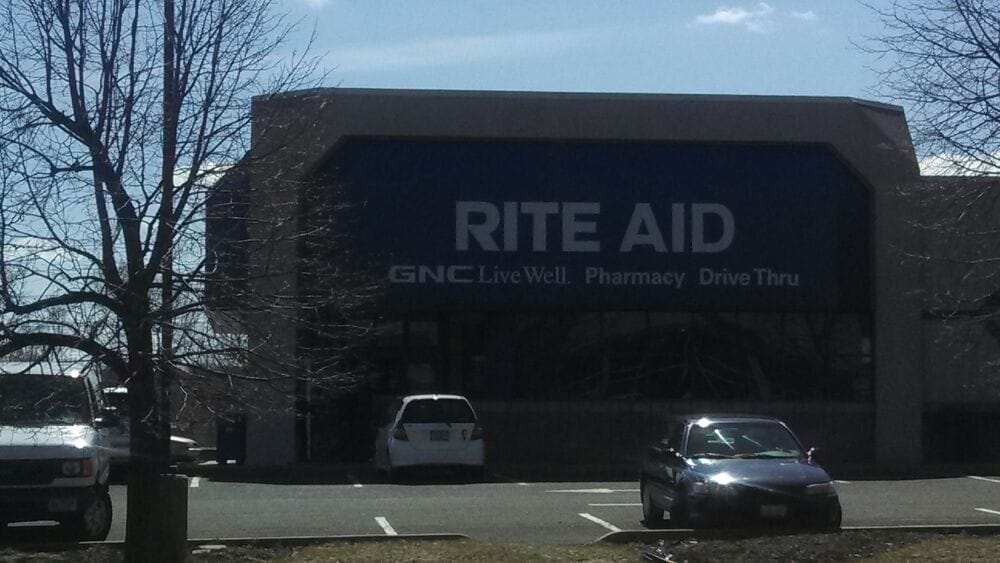 RITE AID
GNC Live Well. Pharmacy Drive Thru